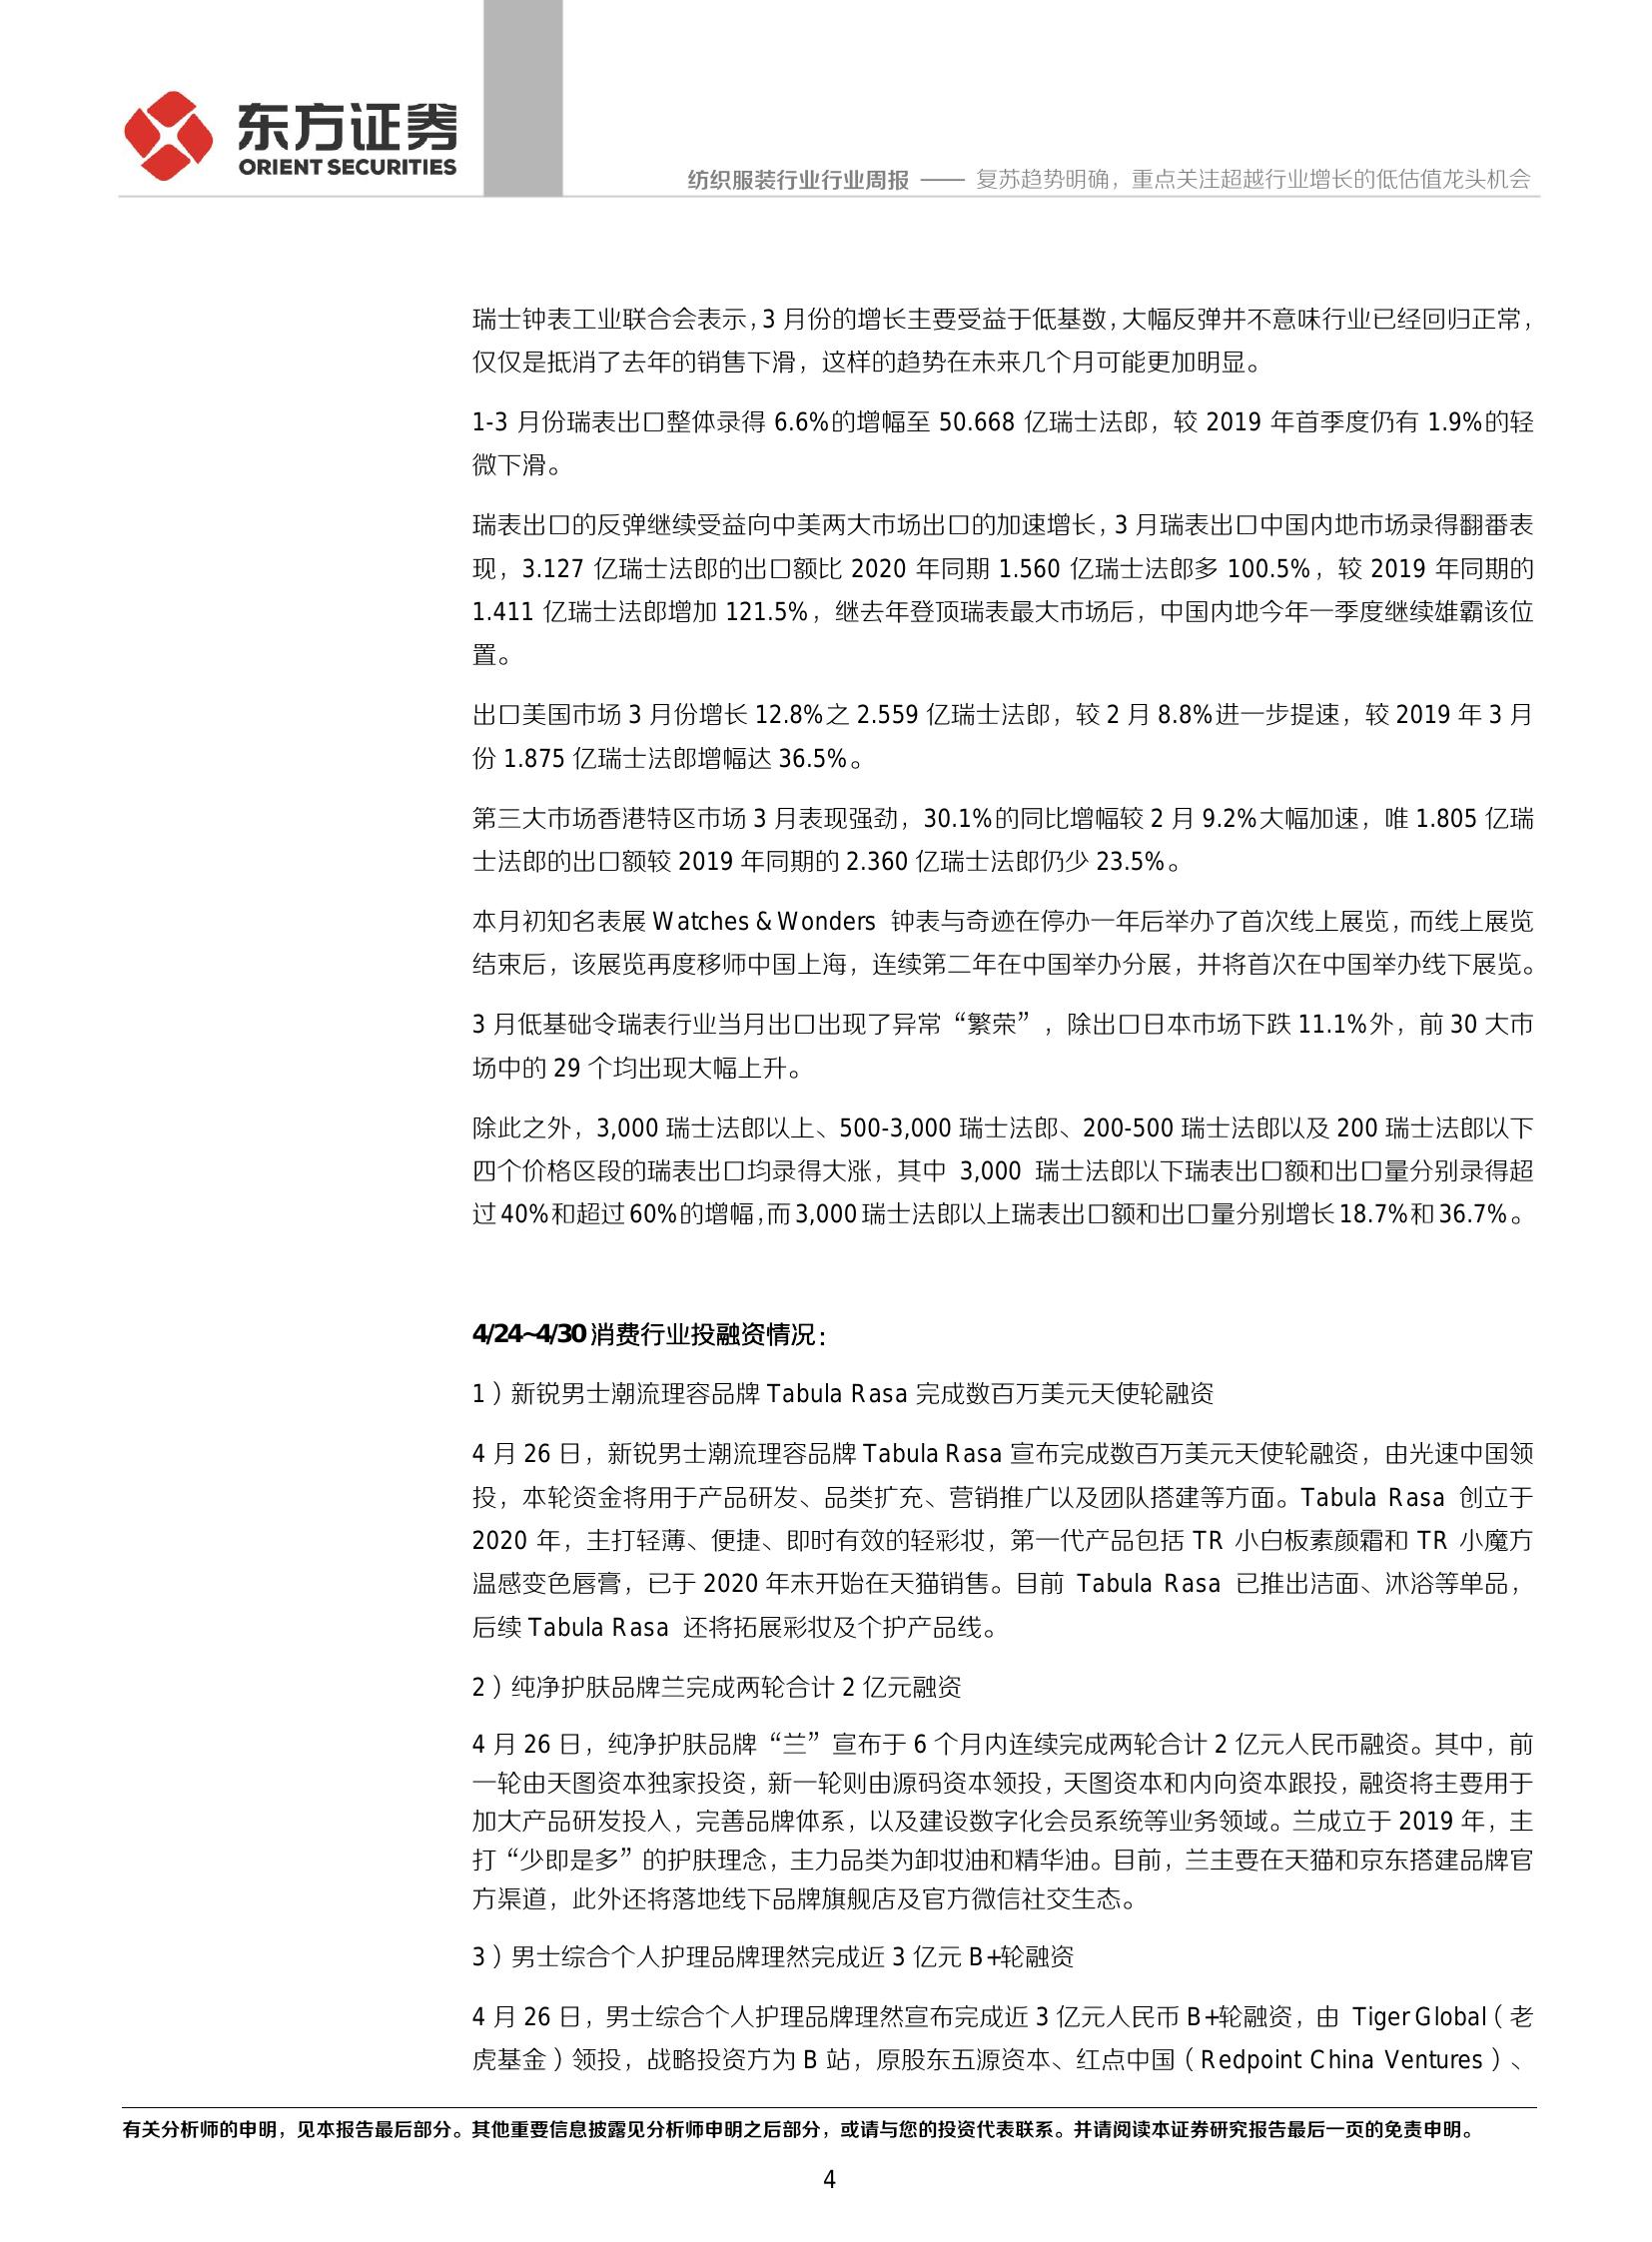 东方证券
ORIENT SECURITIES
纺织服装行业行业周报 —— 复苏趋势明确，重点关注超越行业增长的低估值龙头机会
瑞士钟表工业联合会表示，3 月份的增长主要受益于低基数，大幅反弹并不意味行业已经回归正常，
仅仅是抵消了去年的销售下滑，这样的趋势在未来几个月可能更加明显。
1-3 月份瑞表出口整体录得 6.6%的增幅至 50.668 亿瑞士法郎，较 2019 年首季度仍有 1.9%的轻
微下滑。
瑞表出口的反弹继续受益向中美两大市场出口的加速增长，3 月瑞表出口中国内地市场录得翻番表
现，3.127 亿瑞士法郎的出口额比 2020 年同期 1.560 亿瑞士法郎多 100.5%，较 2019 年同期的
1.411 亿瑞士法郎增加 121.5%，继去年登顶瑞表最大市场后，中国内地今年一季度继续雄霸该位
置。
出口美国市场 3 月份增长 12.8%之 2.559 亿瑞士法郎，较 2 月 8.8%进一步提速，较 2019 年 3 月
份 1.875 亿瑞士法郎增幅达 36.5%。
第三大市场香港特区市场 3 月表现强劲，30.1%的同比增幅较 2 月 9.2%大幅加速，唯 1.805 亿瑞
士法郎的出口额较 2019 年同期的 2.360 亿瑞士法郎仍少 23.5%。
本月初知名表展 Watches & Wonders 钟表与奇迹在停办一年后举办了首次线上展览，而线上展览
结束后，该展览再度移师中国上海，连续第二年在中国举办分展，并将首次在中国举办线下展览。
3 月低基础令瑞表行业当月出口出现了异常“繁荣”，除出口日本市场下跌 11.1%外，前 30 大市
场中的 29 个均出现大幅上升。
除此之外，3,000 瑞士法郎以上、500-3,000 瑞士法郎、200-500 瑞士法郎以及 200 瑞士法郎以下
四个价格区段的瑞表出口均录得大涨，其中 3,000 瑞士法郎以下瑞表出口额和出口量分别录得超
过 40%和超过 60%的增幅，而 3,000 瑞士法郎以上瑞表出口额和出口量分别增长 18.7%和 36.7%。
4/24~4/30 消费行业投融资情况：
1）新锐男士潮流理容品牌 Tabula Rasa 完成数百万美元天使轮融资
4 月 26 日，新锐男士潮流理容品牌 Tabula Rasa 宣布完成数百万美元天使轮融资，由光速中国领
投，本轮资金将用于产品研发、品类扩充、营销推广以及团队搭建等方面。Tabula Rasa 创立于
2020 年，主打轻薄、便捷、即时有效的轻彩妆，第一代产品包括 TR 小白板素颜霜和 TR 小魔方
温感变色唇膏，已于 2020 年末开始在天猫销售。目前 Tabula Rasa 已推出洁面、沐浴等单品，
后续 Tabula Rasa 还将拓展彩妆及个护产品线。
2）纯净护肤品牌兰完成两轮合计 2 亿元融资
4 月 26 日，纯净护肤品牌“兰”宣布于 6 个月内连续完成两轮合计 2 亿元人民币融资。其中，前
一轮由天图资本独家投资，新一轮则由源码资本领投，天图资本和内向资本跟投，融资将主要用于
加大产品研发投入，完善品牌体系，以及建设数字化会员系统等业务领域。兰成立于 2019 年，主
打“少即是多”的护肤理念，主力品类为卸妆油和精华油。目前，兰主要在天猫和京东搭建品牌官
方渠道，此外还将落地线下品牌旗舰店及官方微信社交生态。
3）男士综合个人护理品牌理然完成近 3 亿元 B+轮融资
4 月 26 日，男士综合个人护理品牌理然宣布完成近 3 亿元人民币 B+轮融资，由 Tiger Global（老
虎基金）领投，战略投资方为 B 站，原股东五源资本、红点中国（Redpoint China Ventures）、
有关分析师的申明，见本报告最后部分。其他重要信息披露见分析师申明之后部分，或请与您的投资代表联系。并请阅读本证券研究报告最后一页的免责申明。
4